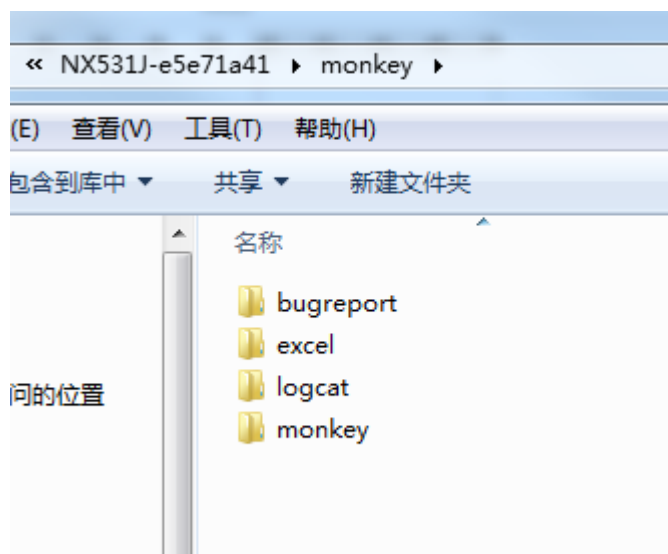 « NX531J-e5e71a41 ▸ monkey ▸
(E) 查看(V) 工具(T) 帮助(H)
包含到库中 ▼ 共享 ▼ 新建文件夹
名称
bugreport
excel
问的位置
logcat
monkey